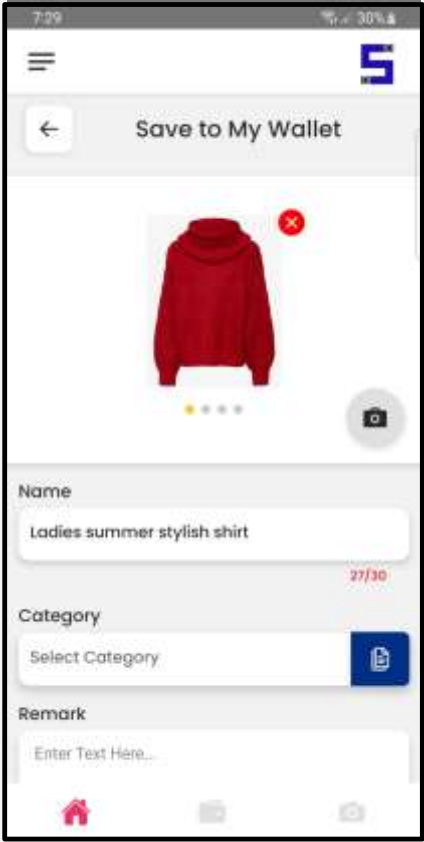 7:29
30%
S
Save to My Wallet
Name
Ladies summer stylish shirt
27/30
Category
Select Category
Remark
Enter Text Here...